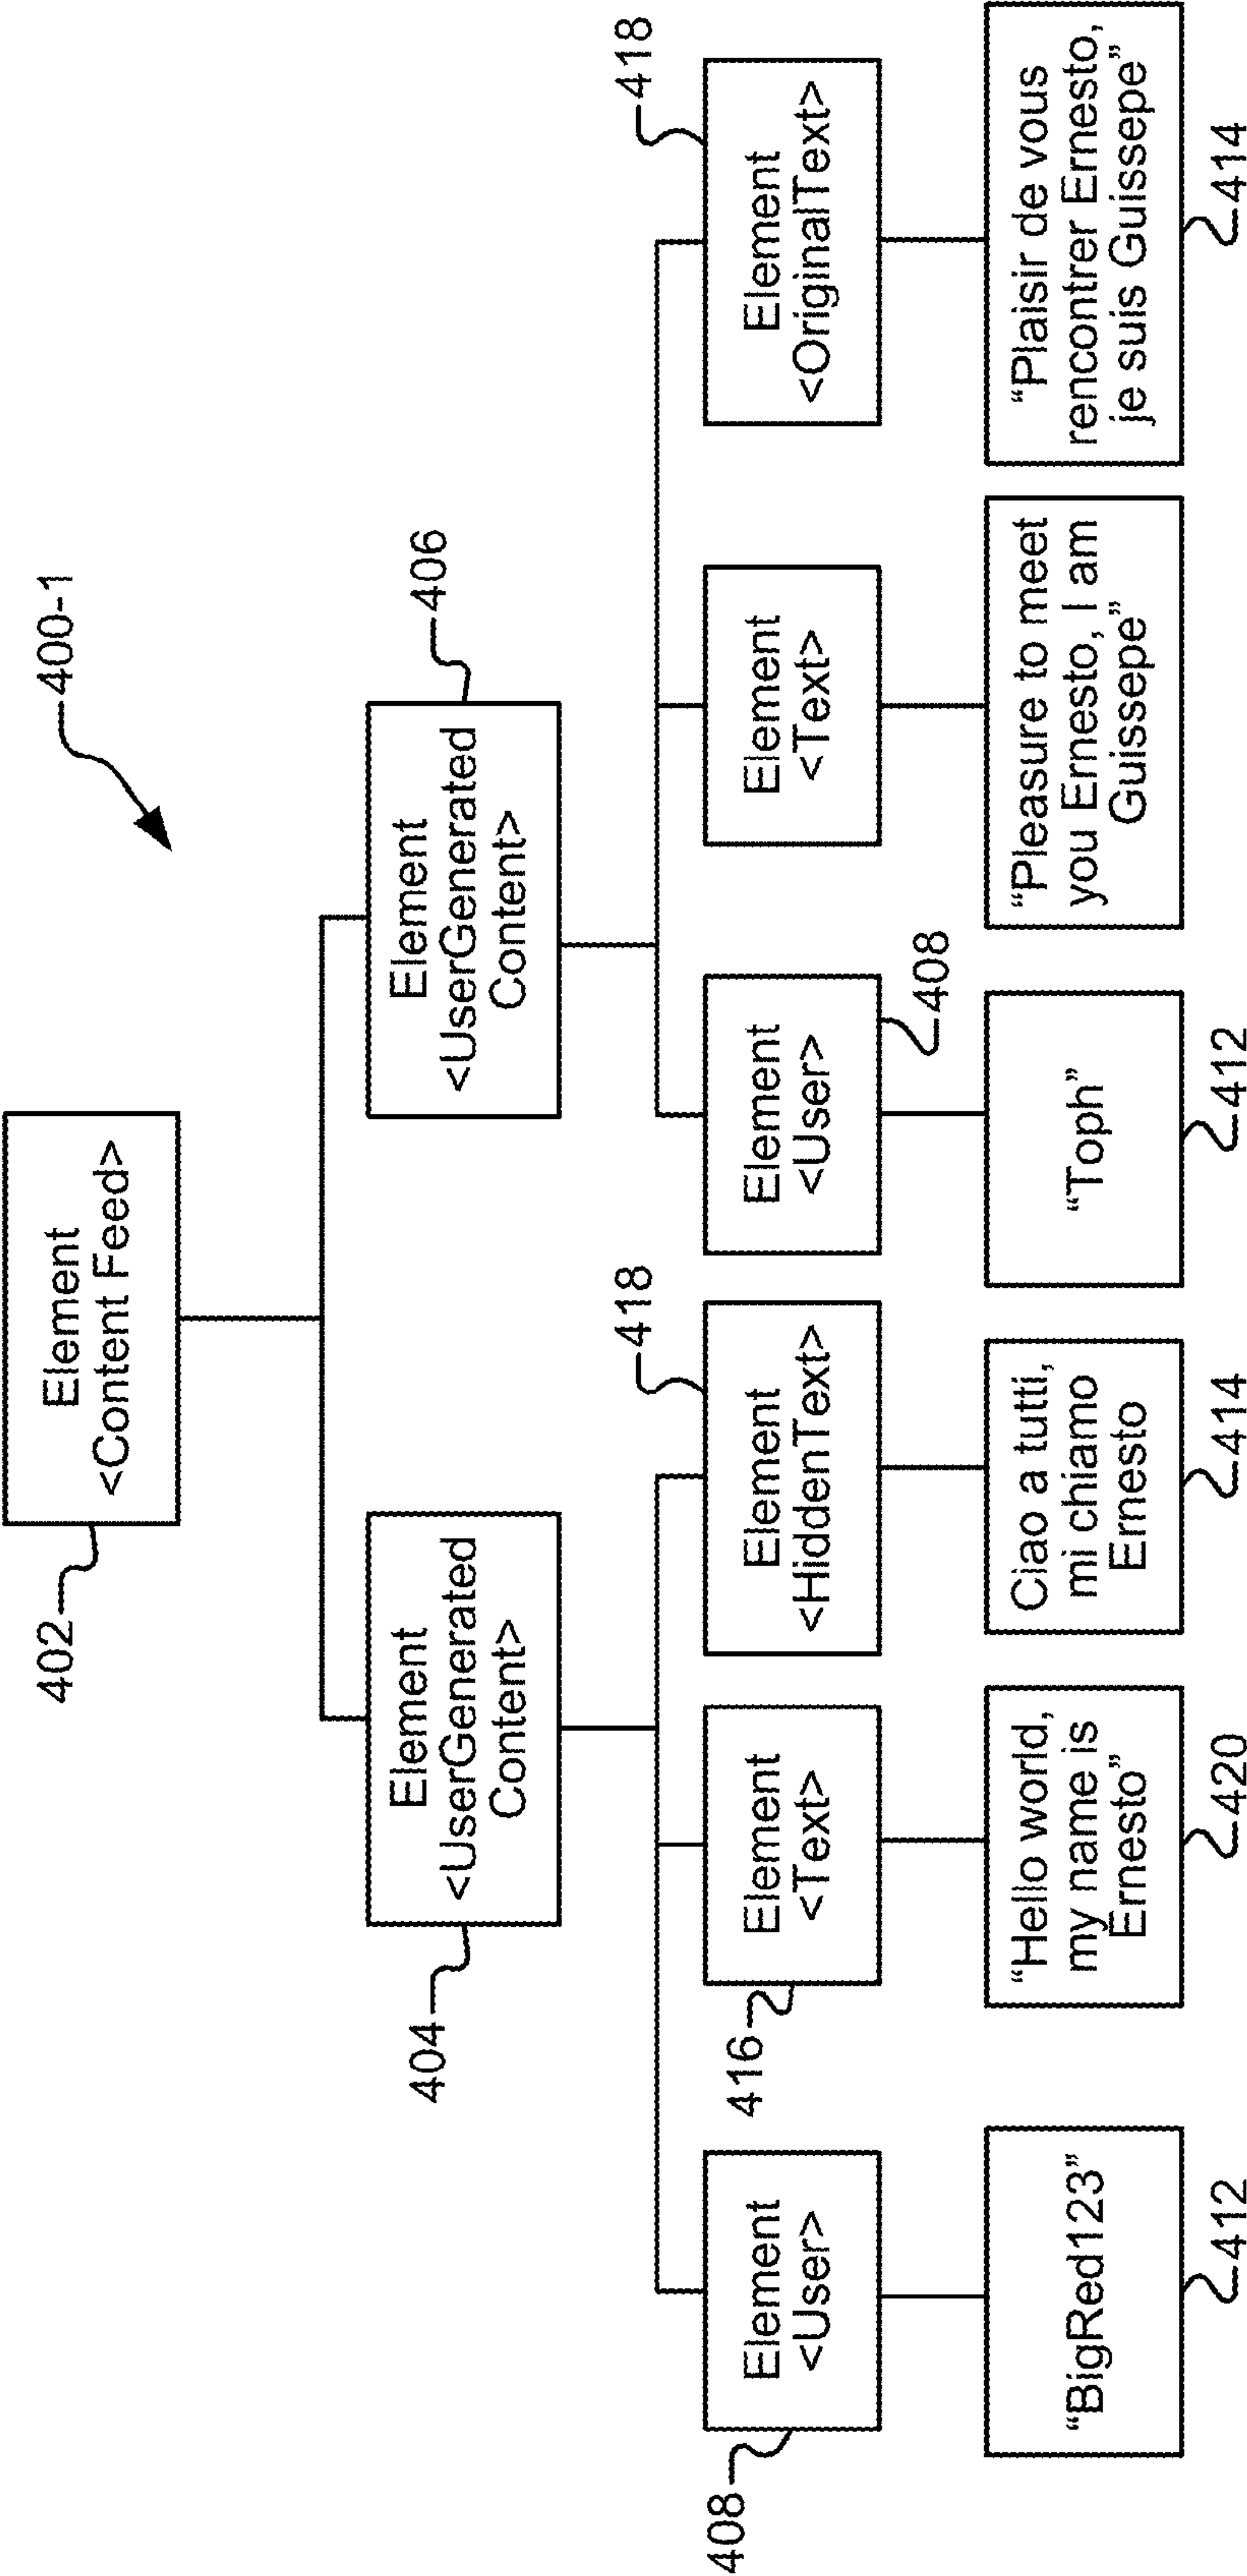 400-1
402
Element
<Content Feed>
404
Element
<UserGenerated
Content>
406
Element
<UserGenerated
Content>
408
Element
<User>
416
Element
<Text>
418
Element
<HiddenText>
Element
<User>
408
Element
<Text>
418
Element
<OriginalText>
“BigRed123”
412
“Hello world,
my name is
Ernesto”
420
Ciao a tutti,
mi chiamo
Ernesto
414
“Toph”
412
“Pleasure to meet
you Ernesto, I am
Guissepe”
“Plaisir de vous
rencontrer Ernesto,
je suis Guissepe”
414